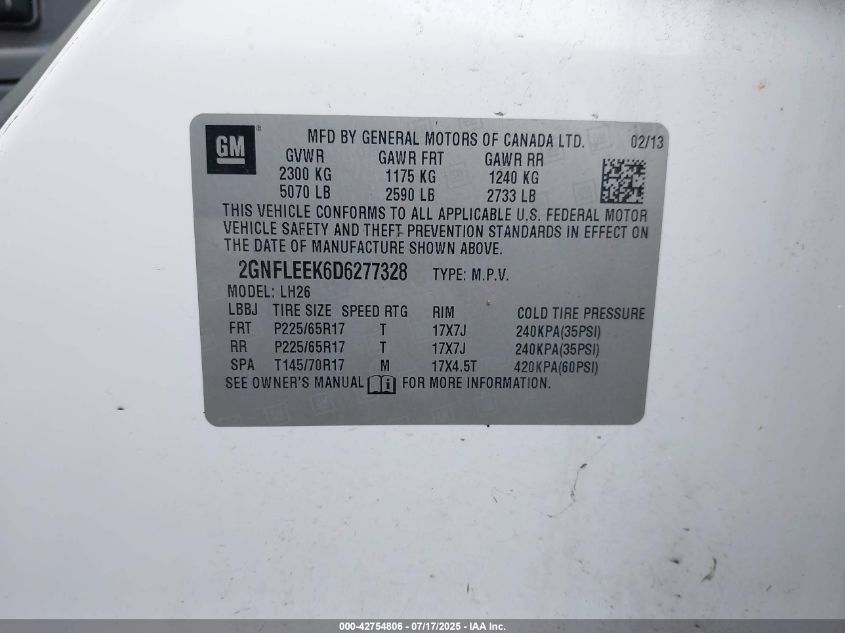 GM ®
MFD BY GENERAL MOTORS OF CANADA LTD. 02/13
GVWR GAWR FRT GAWR RR
2300 KG 1175 KG 1240 KG
5070 LB 2590 LB 2733 LB
THIS VEHICLE CONFORMS TO ALL APPLICABLE U.S. FEDERAL MOTOR
VEHICLE SAFETY AND THEFT PREVENTION STANDARDS IN EFFECT ON
THE DATE OF MANUFACTURE SHOWN ABOVE.
2GNFLEEK6D6277328 TYPE: M.P.V.
MODEL: LH26
LBBJ TIRE SIZE SPEED RTG RIM COLD TIRE PRESSURE
FRT P225/65R17 T 17X7J 240KPA(35PSI)
RR P225/65R17 T 17X7J 240KPA(35PSI)
SPA T145/70R17 M 17X4.5T 420KPA(60PSI)
SEE OWNER'S MANUAL FOR MORE INFORMATION.
000-42754806 - 07/17/2025 - IAA Inc.